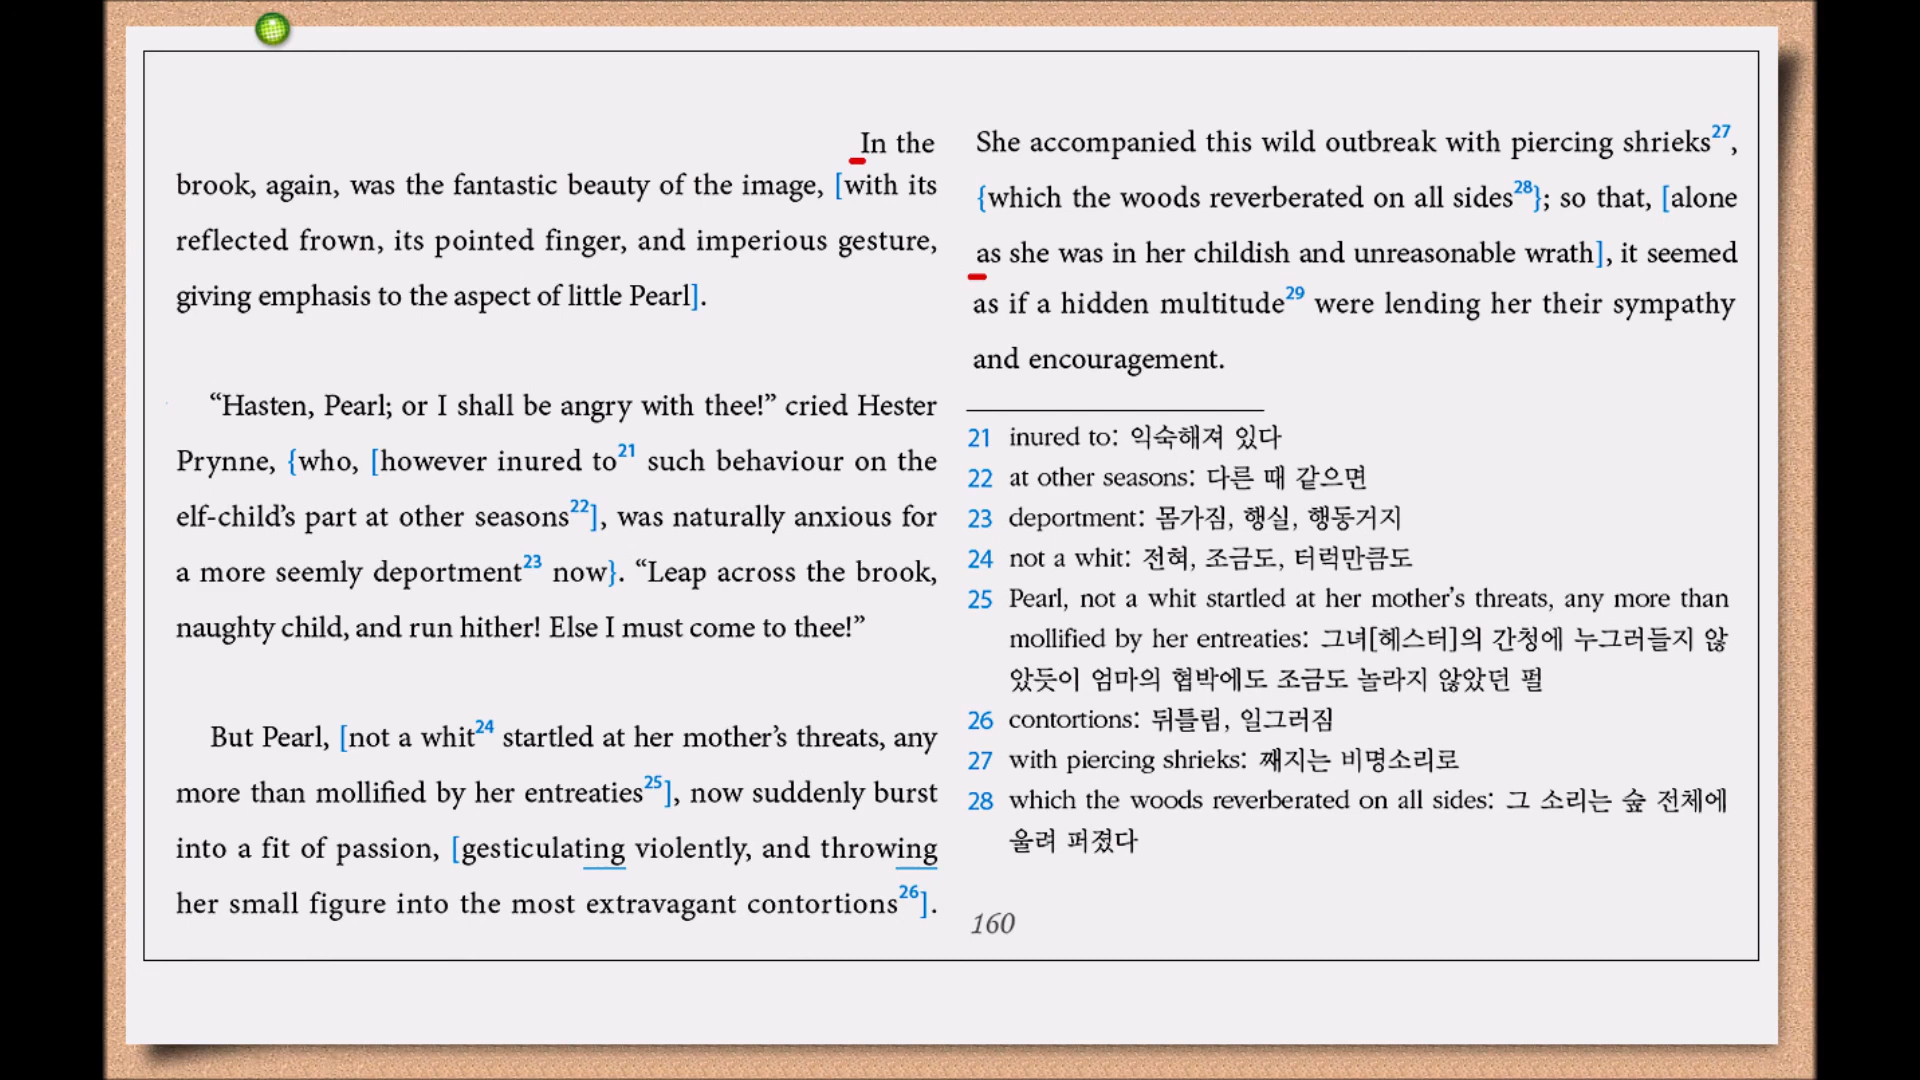 In the
brook, again, was the fantastic beauty of the image, [with its
reflected frown, its pointed finger, and imperious gesture,
giving emphasis to the aspect of little Pearl].
“Hasten, Pearl; or I shall be angry with thee!” cried Hester
Prynne, {who, [however inured to21 such behaviour on the
elf-child’s part at other seasons22], was naturally anxious for
a more seemly deportment23 now}. “Leap across the brook,
naughty child, and run hither! Else I must come to thee!”
But Pearl, [not a whit24 startled at her mother’s threats, any
more than mollified by her entreaties25], now suddenly burst
into a fit of passion, [gesticulating violently, and throwing
her small figure into the most extravagant contortions26].
She accompanied this wild outbreak with piercing shrieks27,
{which the woods reverberated on all sides28}; so that, [alone
as she was in her childish and unreasonable wrath], it seemed
as if a hidden multitude29 were lending her their sympathy
and encouragement.
21 inured to: 익숙해져 있다
22 at other seasons: 다른 때 같으면
23 deportment: 몸가짐, 행실, 행동거지
24 not a whit: 전혀, 조금도, 터럭만큼도
25 Pearl, not a whit startled at her mother’s threats, any more than
mollified by her entreaties: 그녀[헤스터]의 간청에 누그러들지 않
았듯이 엄마의 협박에도 조금도 놀라지 않았던 펄
26 contortions: 뒤틀림, 일그러짐
27 with piercing shrieks: 째지는 비명소리로
28 which the woods reverberated on all sides: 그 소리는 숲 전체에
울려 퍼졌다
160